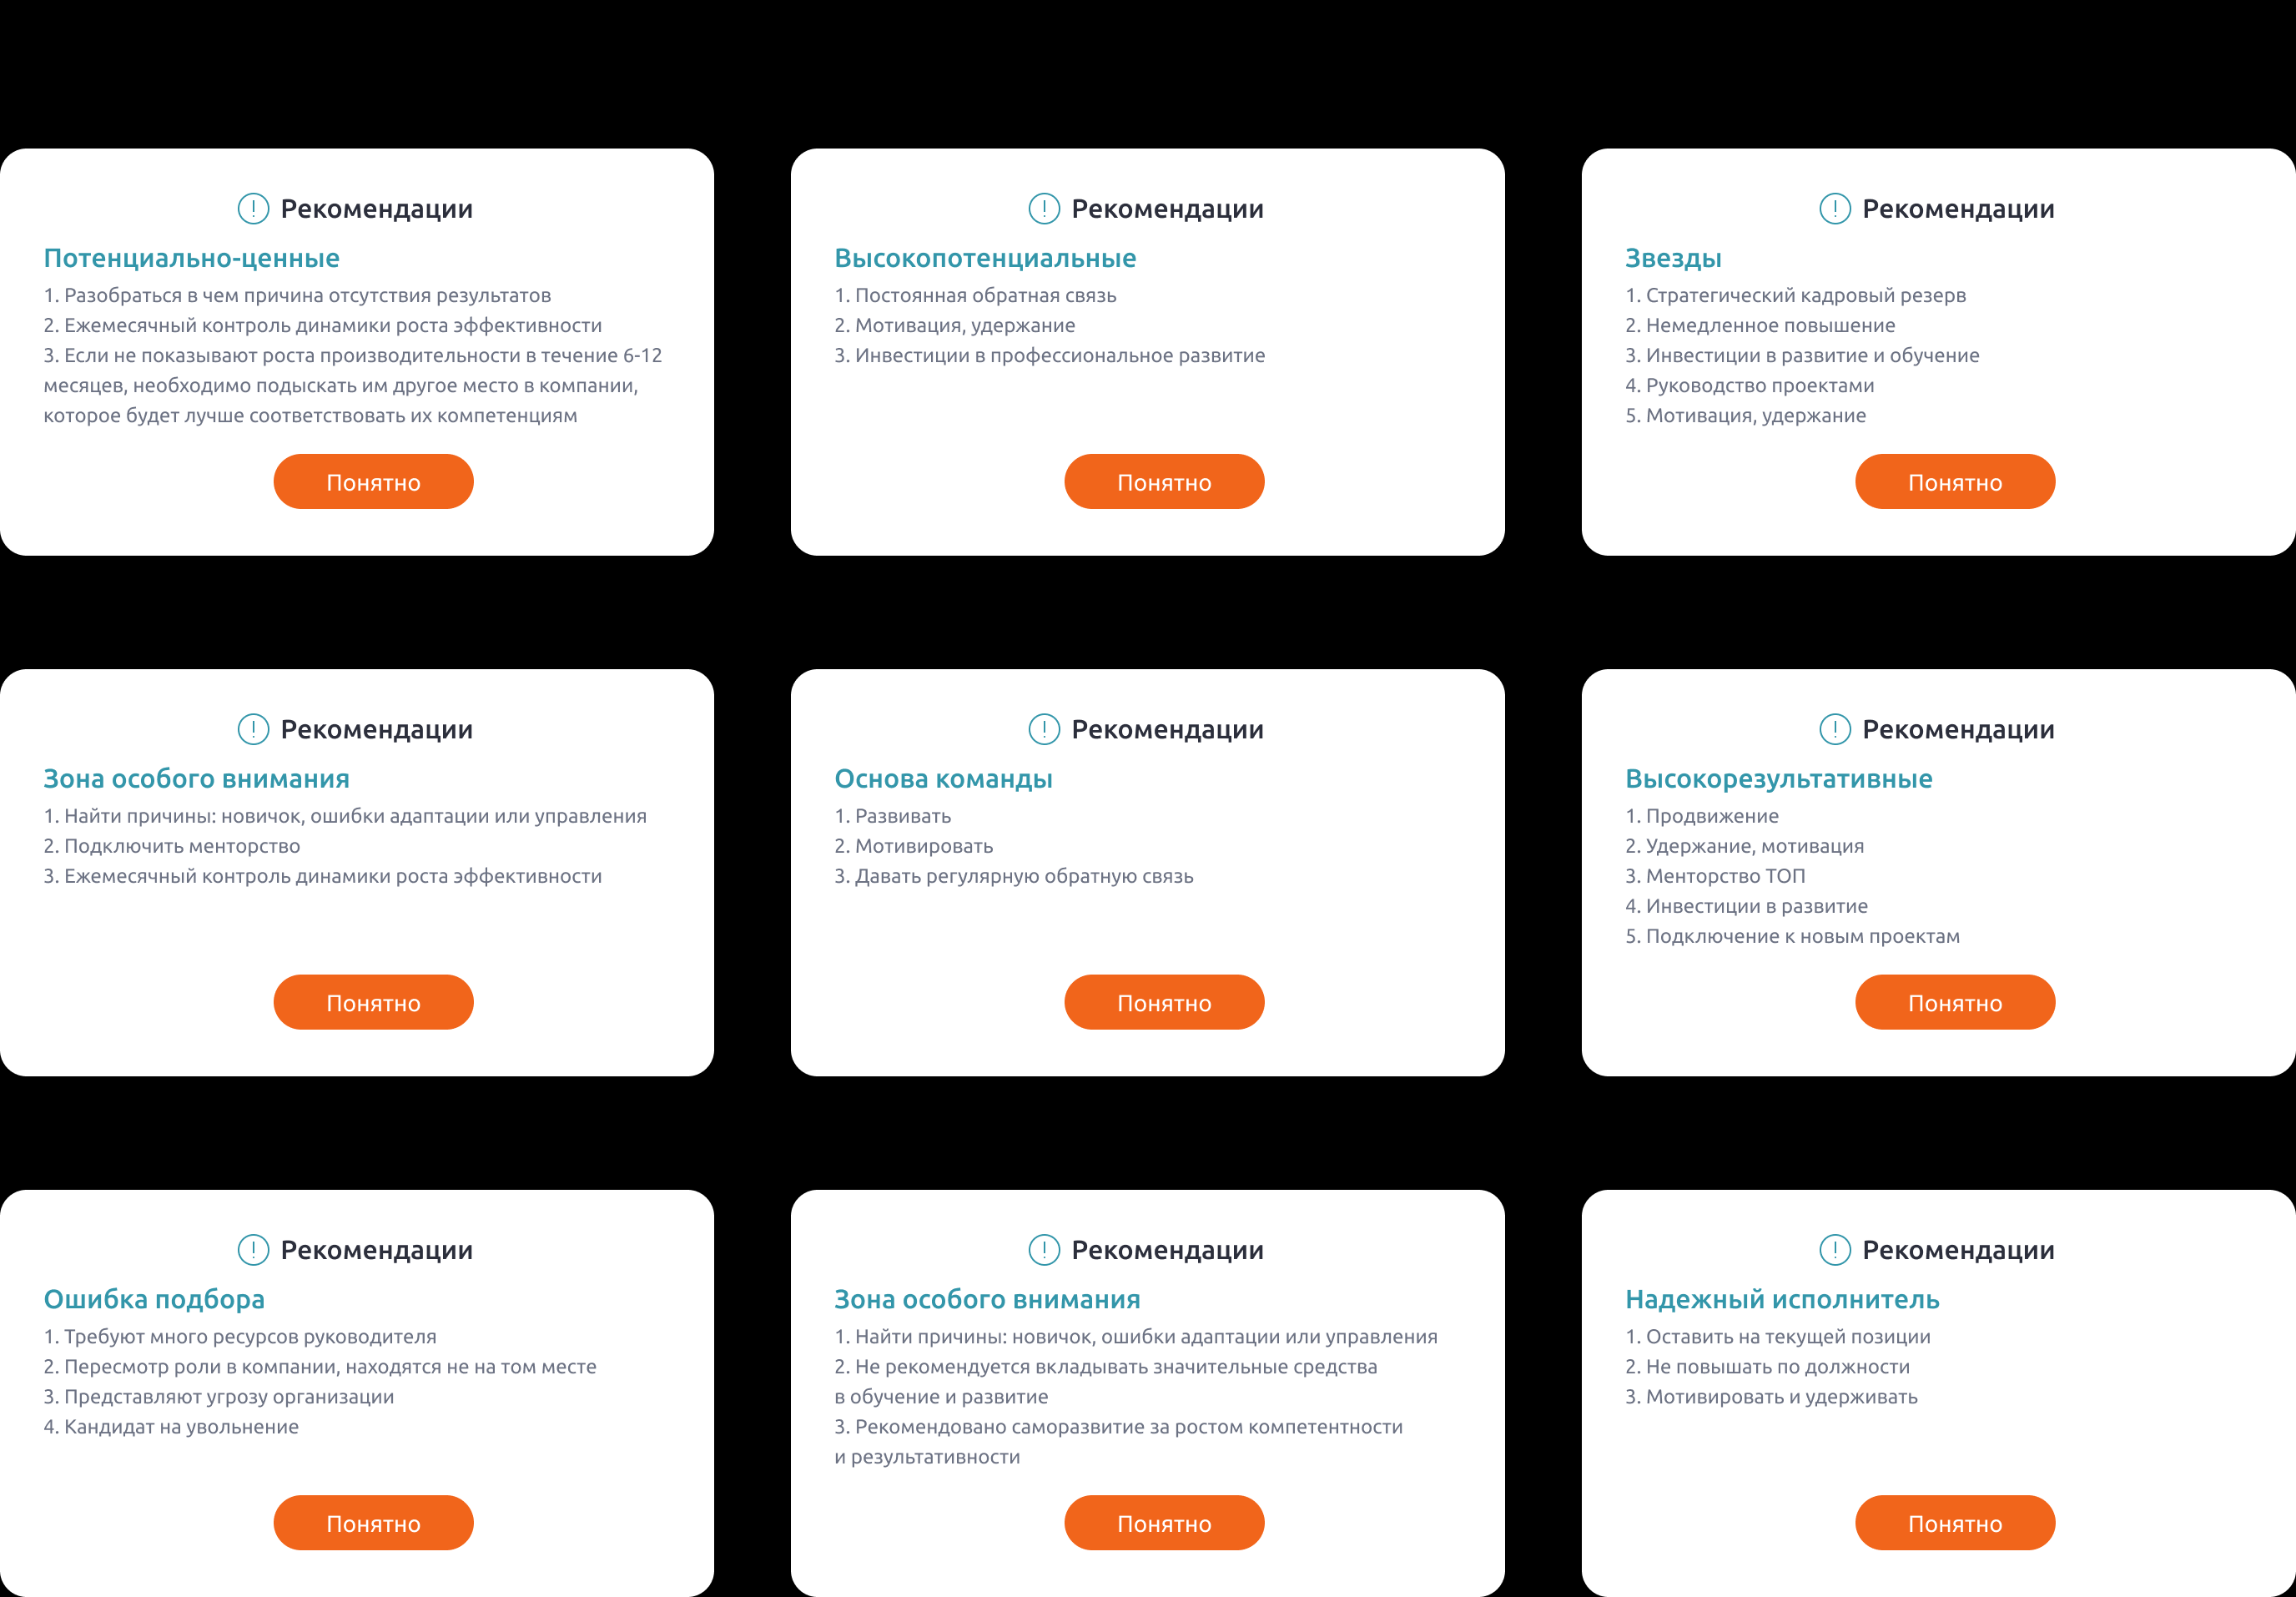 Рекомендации
Потенциально-ценные
1. Разобраться в чем причина отсутствия результатов
2. Ежемесячный контроль динамики роста эффективности
3. Если не показывают роста производительности в течение 6-12
месяцев, необходимо подыскать им другое место в компании,
которое будет лучше соответствовать их компетенциям
Понятно
Рекомендации
Высокопотенциальные
1. Постоянная обратная связь
2. Мотивация, удержание
3. Инвестиции в профессиональное развитие
Понятно
Рекомендации
Звезды
1. Стратегический кадровый резерв
2. Немедленное повышение
3. Инвестиции в развитие и обучение
4. Руководство проектами
5. Мотивация, удержание
Понятно
Рекомендации
Зона особого внимания
1. Найти причины: новичок, ошибки адаптации или управления
2. Подключить менторство
3. Ежемесячный контроль динамики роста эффективности
Понятно
Рекомендации
Основа команды
1. Развивать
2. Мотивировать
3. Давать регулярную обратную связь
Понятно
Рекомендации
Высокорезультативные
1. Продвижение
2. Удержание, мотивация
3. Менторство ТОП
4. Инвестиции в развитие
5. Подключение к новым проектам
Понятно
Рекомендации
Ошибка подбора
1. Требуют много ресурсов руководителя
2. Пересмотр роли в компании, находятся не на том месте
3. Представляют угрозу организации
4. Кандидат на увольнение
Понятно
Рекомендации
Зона особого внимания
1. Найти причины: новичок, ошибки адаптации или управления
2. Не рекомендуется вкладывать значительные средства
в обучение и развитие
3. Рекомендовано саморазвитие за ростом компетентности
и результативности
Понятно
Рекомендации
Надежный исполнитель
1. Оставить на текущей позиции
2. Не повышать по должности
3. Мотивировать и удерживать
Понятно